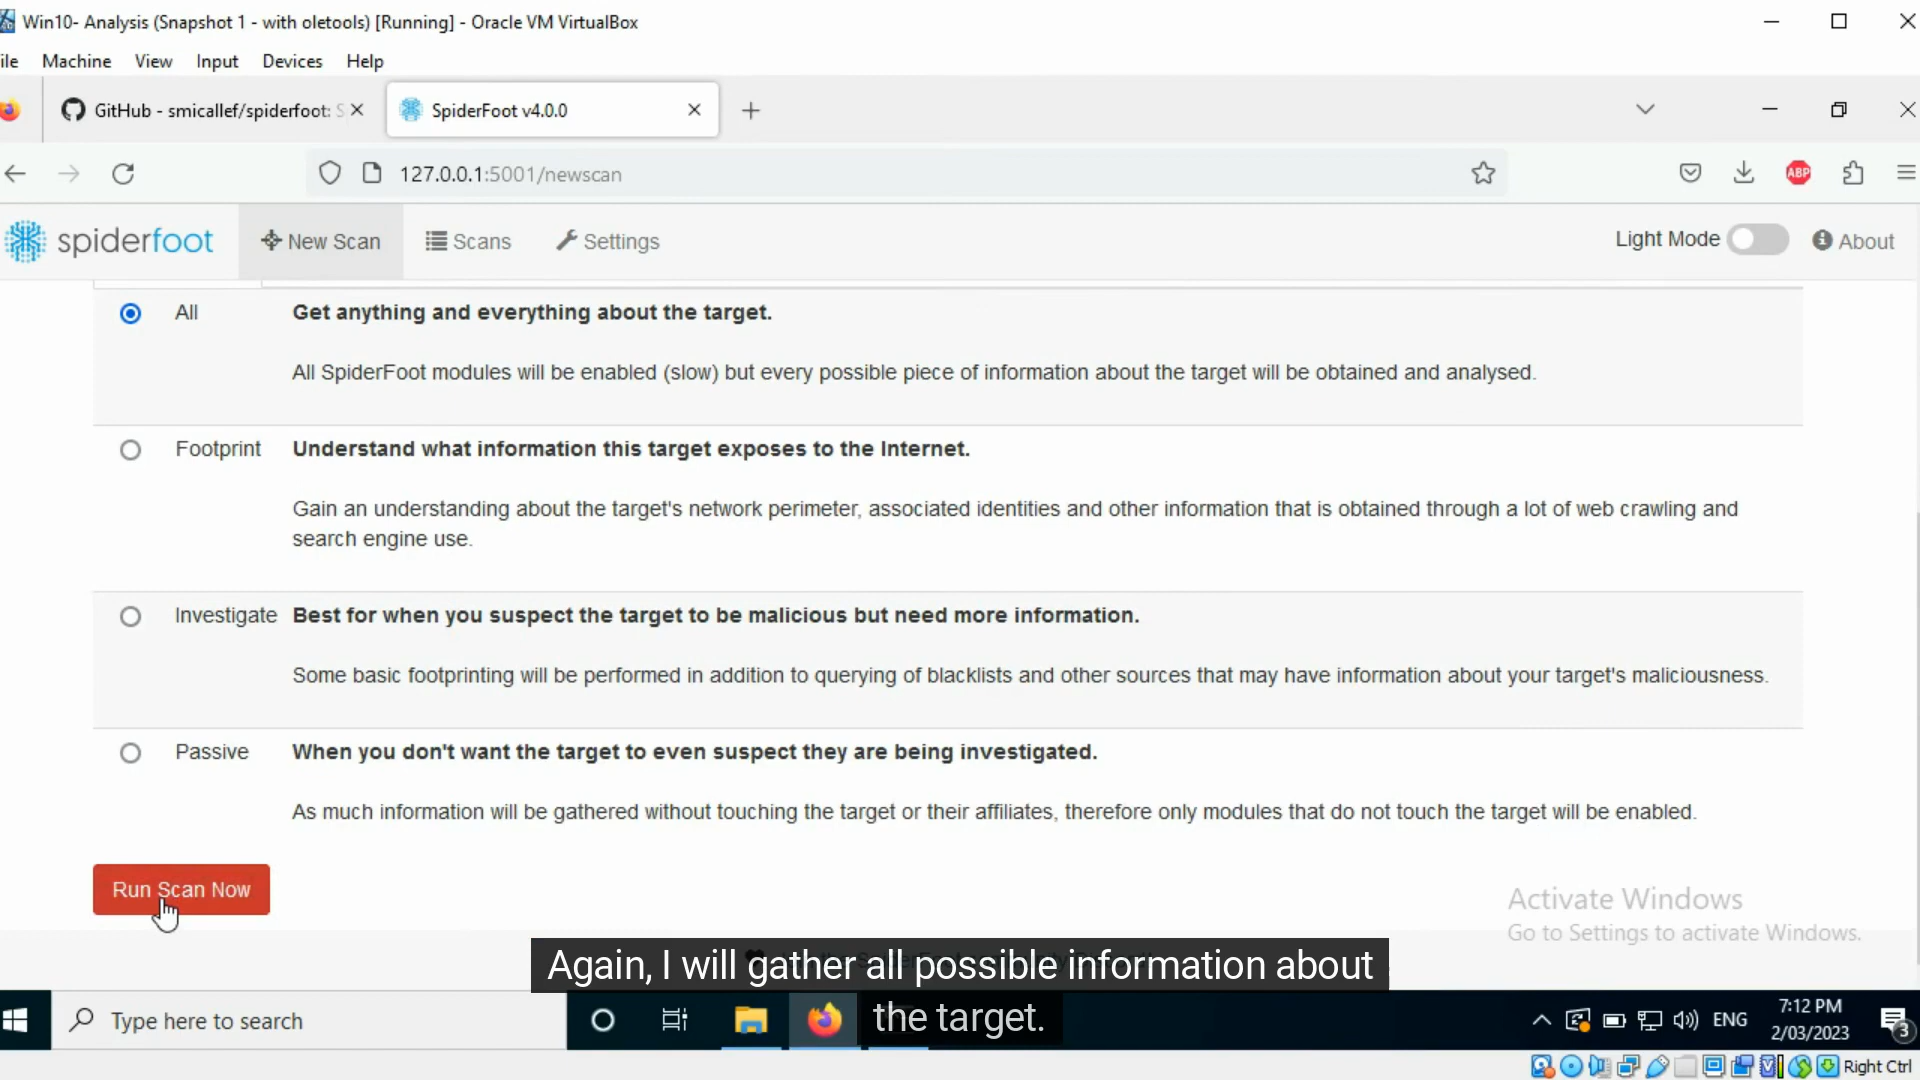 Win10- Analysis (Snapshot 1 - with oletools) [Running] - Oracle VM VirtualBox
ile Machine View Input Devices Help
GitHub - smicallef/spiderfoot: S
SpiderFoot v4.0.0
127.0.0.1:5001/newscan
ABP
spiderfoot
New Scan
Scans
Settings
Light Mode
About
All Get anything and everything about the target.
All SpiderFoot modules will be enabled (slow) but every possible piece of information about the target will be obtained and analysed.
Footprint Understand what information this target exposes to the Internet.
Gain an understanding about the target's network perimeter, associated identities and other information that is obtained through a lot of web crawling and
search engine use.
Investigate Best for when you suspect the target to be malicious but need more information.
Some basic footprinting will be performed in addition to querying of blacklists and other sources that may have information about your target's maliciousness.
Passive When you don't want the target to even suspect they are being investigated.
As much information will be gathered without touching the target or their affiliates, therefore only modules that do not touch the target will be enabled.
Run Scan Now
Activate Windows
Go to Settings to activate Windows.
Again, I will gather all possible information about
the target.
Type here to search
ENG
7:12 PM
2/03/2023
3
Right Ctrl